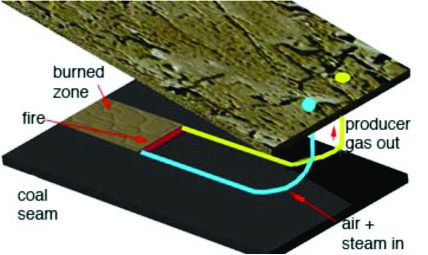 burned
zone
fire
producer
gas out
coal
seam
air +
steam in